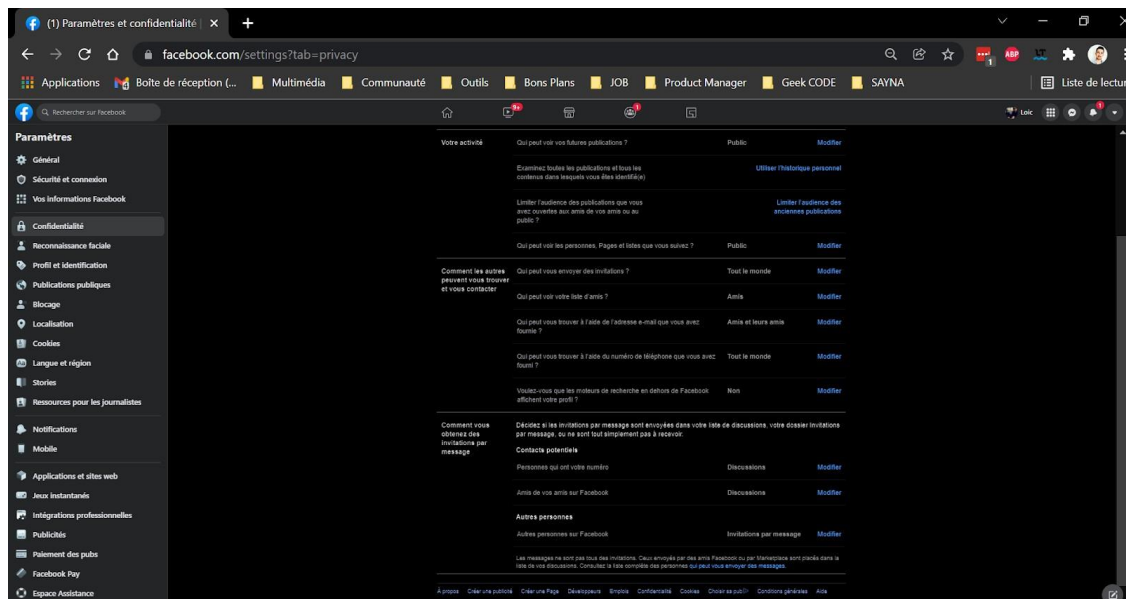 (1) Paramètres et confidentialité |
facebook.com/settings?tab=privacy
1
ABP
LT
Applications
Boîte de réception (...
Multimédia
Communauté
Outils
Bons Plans
JOB
Product Manager
Geek CODE
SAYNA
Liste de lectur
Rechercher sur Facebook
9+
1
Loic
1
Paramètres
Général
Sécurité et connexion
Vos informations Facebook
Confidentialité
Reconnaissance faciale
Profil et identification
Publications publiques
Blocage
Localisation
Cookies
Langue et région
Stories
Ressources pour les journalistes
Notifications
Mobile
Applications et sites web
Jeux instantanés
Intégrations professionnelles
Publicités
Paiement des pubs
Facebook Pay
Espace Assistance
Votre activité
Qui peut voir vos futures publications ? Public Modifier
Examinez toutes les publications et tous les
contenus dans lesquels vous êtes identifié(e)
Utiliser l'historique personnel
Limiter l'audience des publications que vous
avez ouvertes aux amis de vos amis ou au
public ?
Limiter l'audience des
anciennes publications
Qui peut voir les personnes, Pages et listes que vous suivez ? Public Modifier
Comment les autres
peuvent vous trouver
et vous contacter
Qui peut vous envoyer des invitations ? Tout le monde Modifier
Qui peut voir votre liste d'amis ? Amis Modifier
Qui peut vous trouver à l'aide de l'adresse e-mail que vous avez
fournie ?
Amis et leurs amis Modifier
Qui peut vous trouver à l'aide du numéro de téléphone que vous avez
fourni ?
Tout le monde Modifier
Voulez-vous que les moteurs de recherche en dehors de Facebook
affichent votre profil ?
Non Modifier
Comment vous
obtenez des
invitations par
message
Décidez si les invitations par message sont envoyées dans votre liste de discussions, votre dossier Invitations
par message, ou ne sont tout simplement pas à recevoir.
Contacts potentiels
Personnes qui ont votre numéro Discussions Modifier
Amis de vos amis sur Facebook Discussions Modifier
Autres personnes
Autres personnes sur Facebook Invitations par message Modifier
Les messages ne sont pas tous des invitations. Ceux envoyés par des amis Facebook ou par Marketplace sont placés dans la
liste de vos discussions. Consultez la liste complète des personnes qui peut vous envoyer des messages.
À propos Créer une publicité Créer une Page Développeurs Emplois Confidentialité Cookies Choisir sa pub Conditions générales Aide